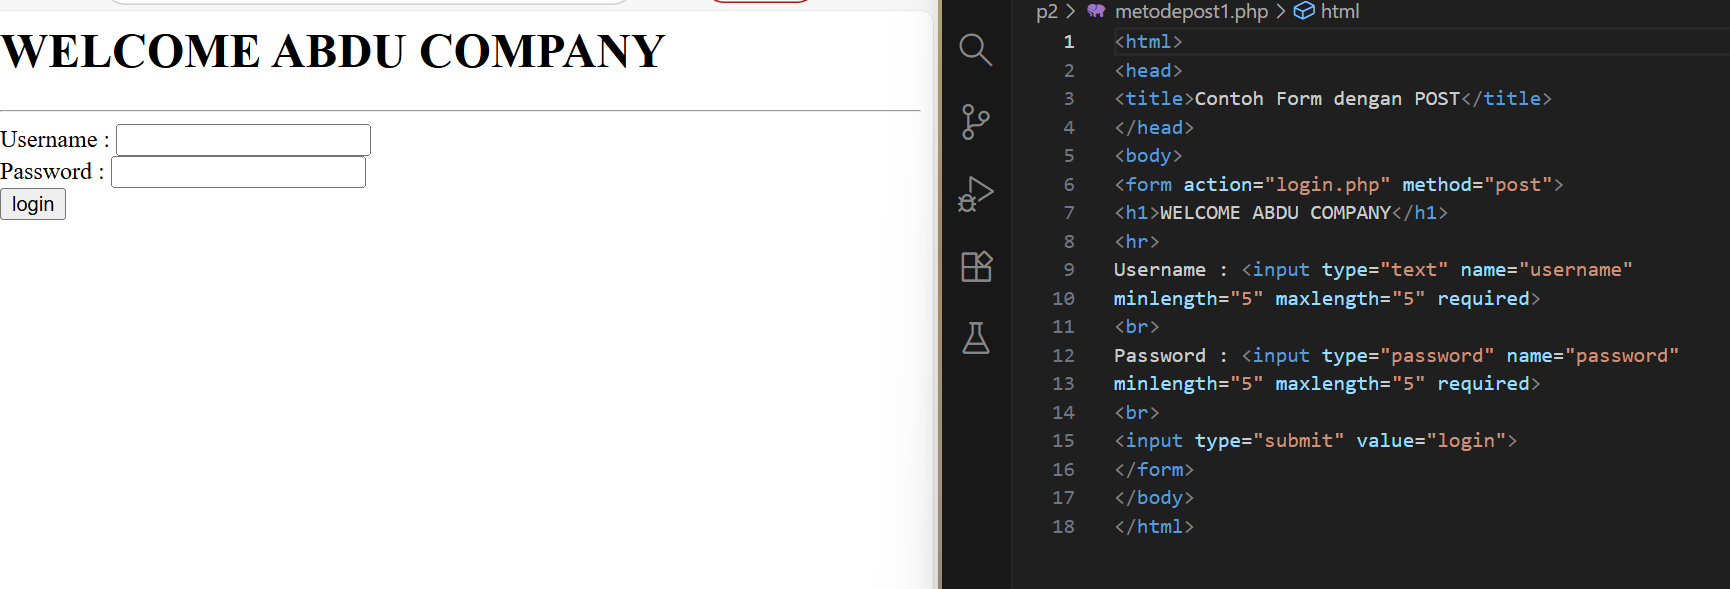 WELCOME ABDU COMPANY
Username :
Password :
login
p2 > metodepost1.php > html
1 <html>
2 <head>
3 <title>Contoh Form dengan POST</title>
4 </head>
5 <body>
6 <form action="login.php" method="post">
7 <h1>WELCOME ABDU COMPANY</h1>
8 <hr>
9 Username : <input type="text" name="username"
10 minlength="5" maxlength="5" required>
11 <br>
12 Password : <input type="password" name="password"
13 minlength="5" maxlength="5" required>
14 <br>
15 <input type="submit" value="login">
16 </form>
17 </body>
18 </html>